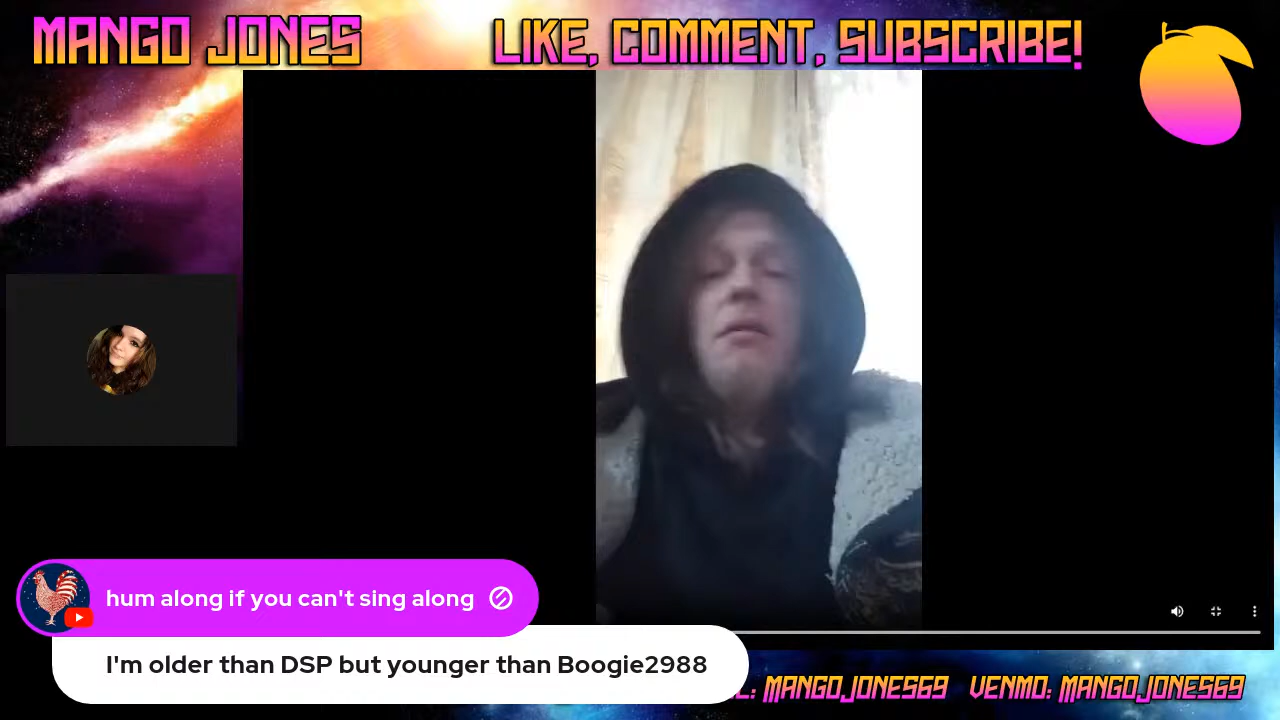 MANGO JONES
LIKE, COMMENT, SUBSCRIBE!
hum along if you can't sing along
I'm older than DSP but younger than Boogie2988
L: MANGOJONES69 VENMO: MANGOJONES69